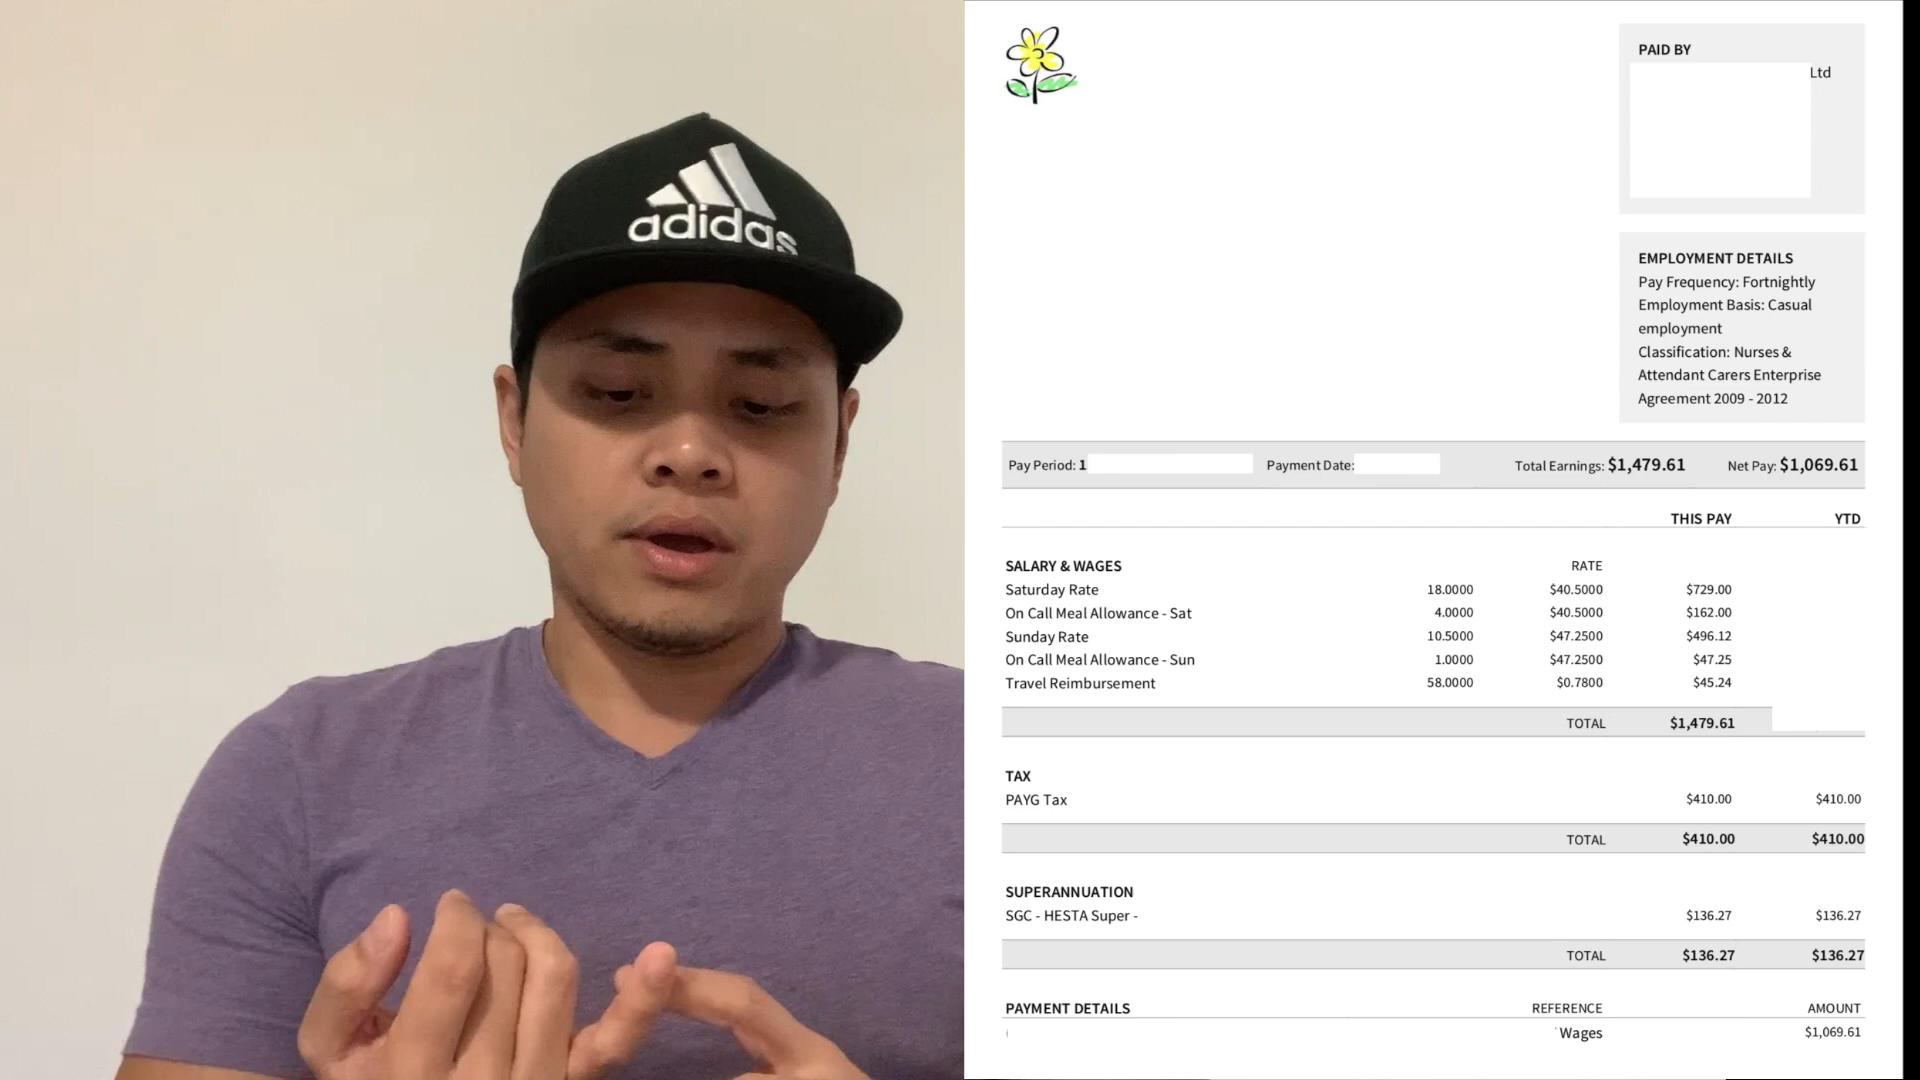 adidas
PAID BY
Ltd
EMPLOYMENT DETAILS
Pay Frequency: Fortnightly
Employment Basis: Casual
employment
Classification: Nurses &
Attendant Carers Enterprise
Agreement 2009 - 2012
Pay Period: 1 Payment Date: Total Earnings: $1,479.61 Net Pay: $1,069.61
THIS PAY YTD
SALARY & WAGES RATE
Saturday Rate 18.0000 $40.5000 $729.00
On Call Meal Allowance - Sat 4.0000 $40.5000 $162.00
Sunday Rate 10.5000 $47.2500 $496.12
On Call Meal Allowance - Sun 1.0000 $47.2500 $47.25
Travel Reimbursement 58.0000 $0.7800 $45.24
TOTAL $1,479.61
TAX
PAYG Tax $410.00 $410.00
TOTAL $410.00 $410.00
SUPERANNUATION
SGC - HESTA Super - $136.27 $136.27
TOTAL $136.27 $136.27
PAYMENT DETAILS REFERENCE AMOUNT
Wages $1,069.61